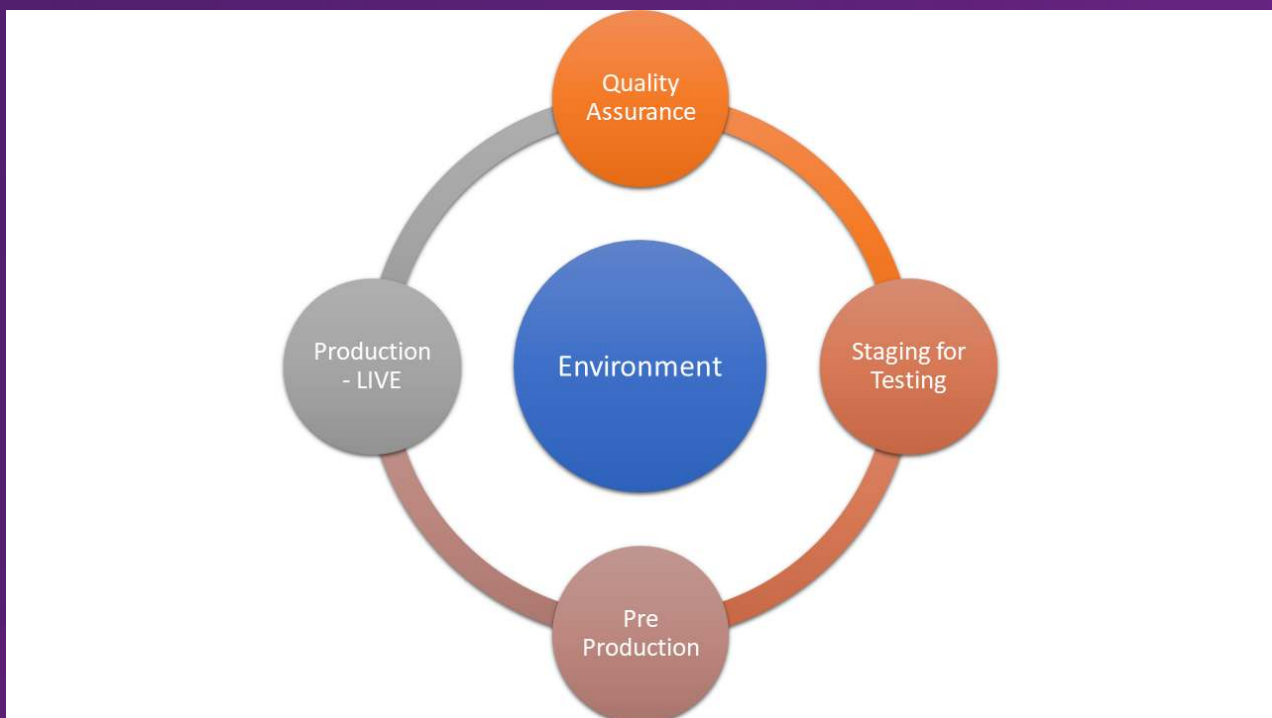 Quality
Assurance
Environment
Production
- LIVE
Staging for
Testing
Pre
Production